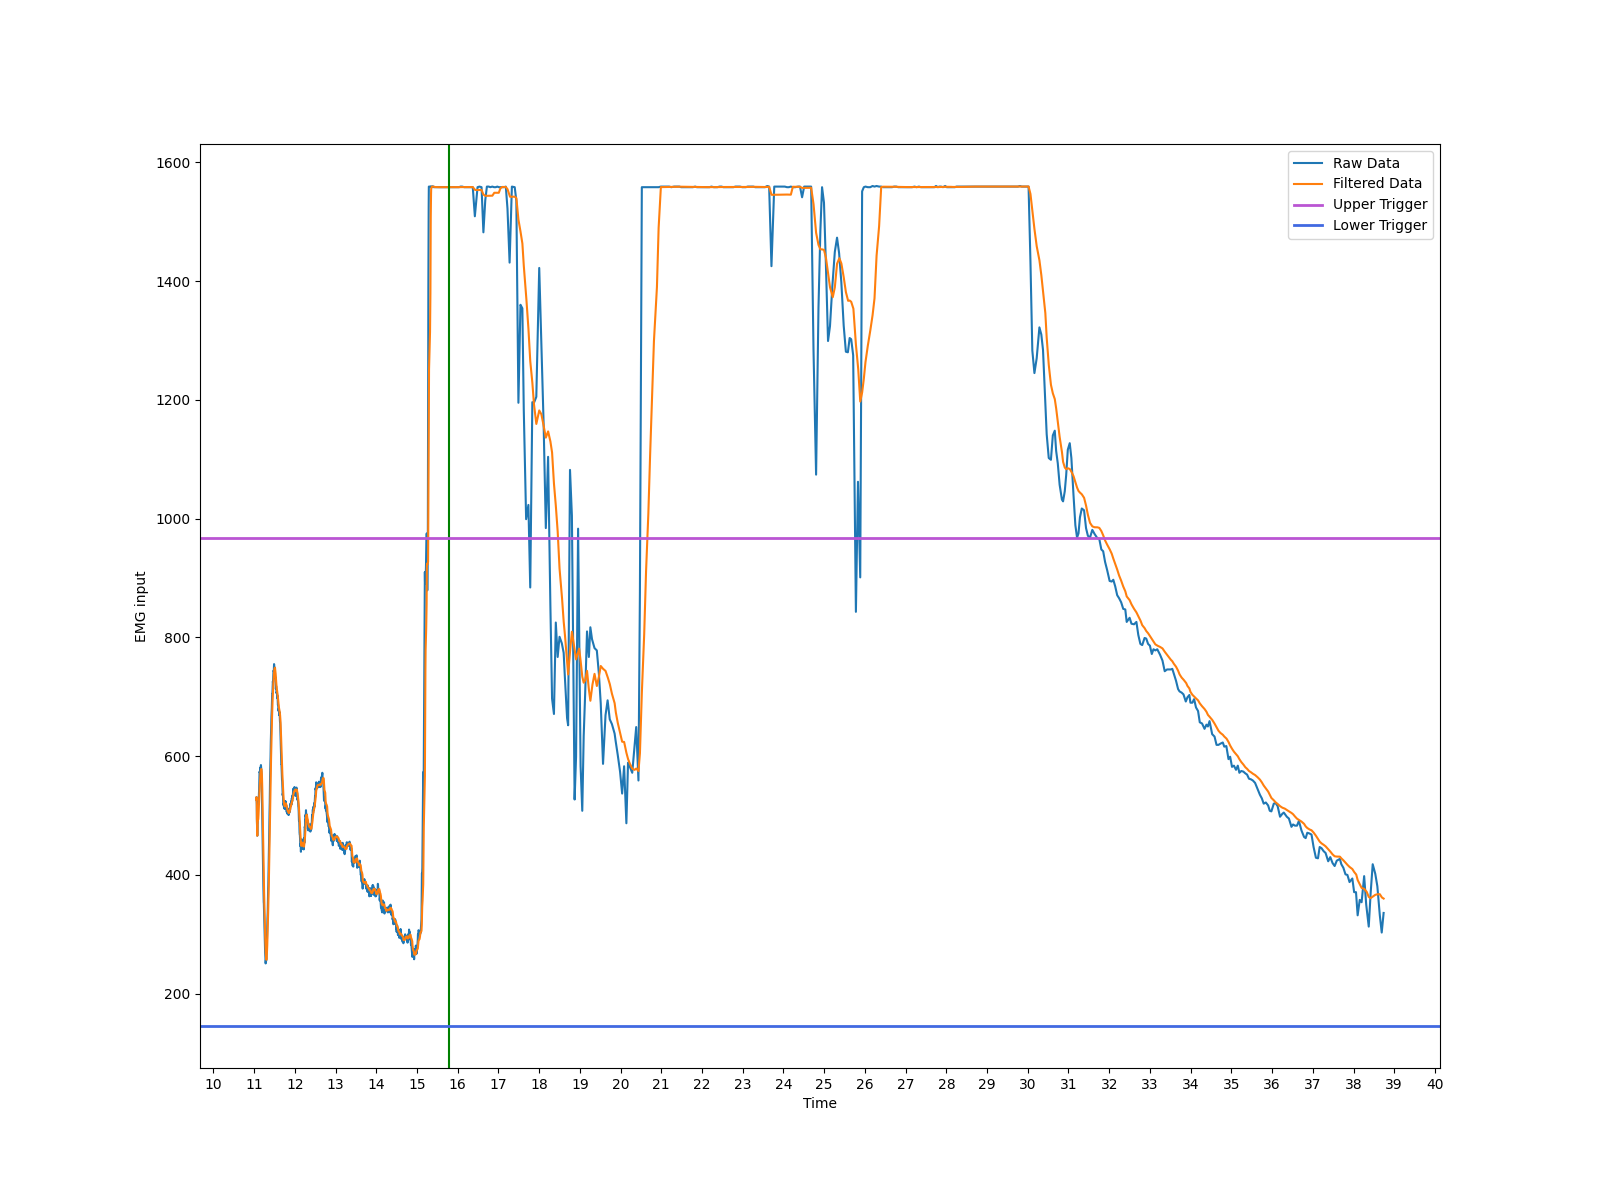 1600
1400
1200
1000
800
600
400
200
EMG input
Raw Data
Filtered Data
Upper Trigger
Lower Trigger
10 11 12 13 14 15 16 17 18 19 20 21 22 23 24 25 26 27 28 29 30 31 32 33 34 35 36 37 38 39 40
Time